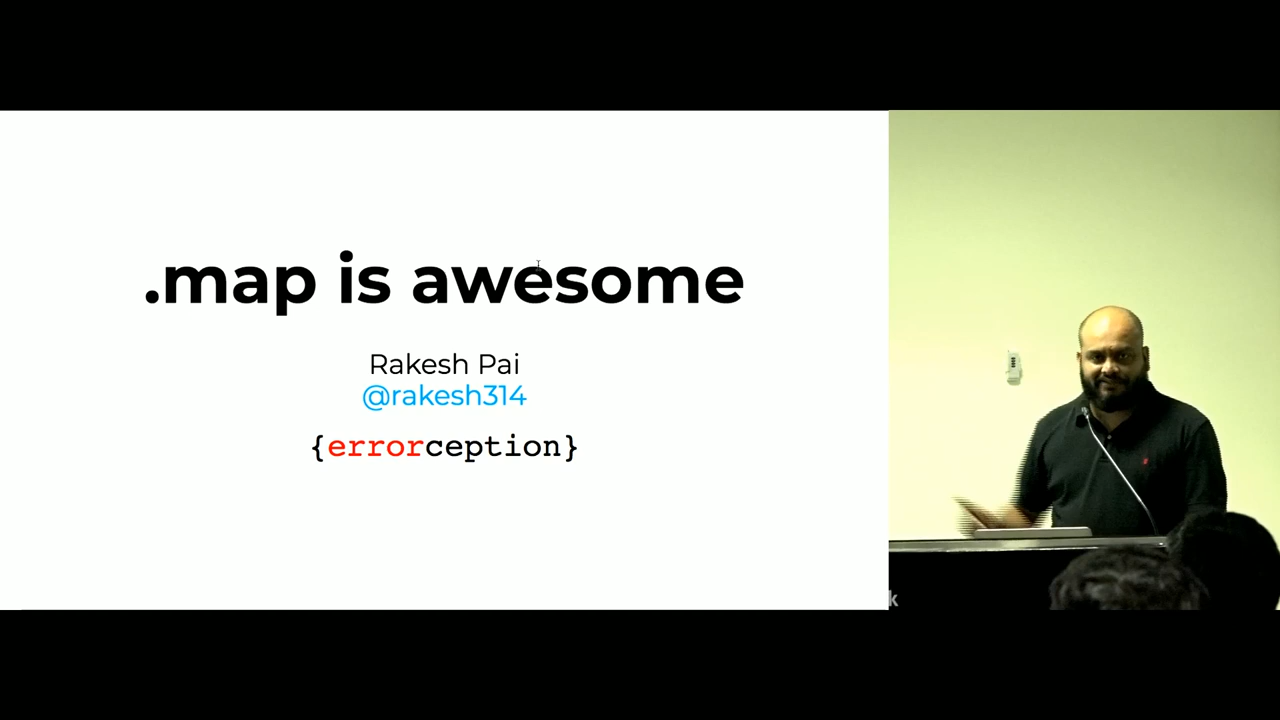 .map is awesome
Rakesh Pai
@rakesh314
{errorception}
k